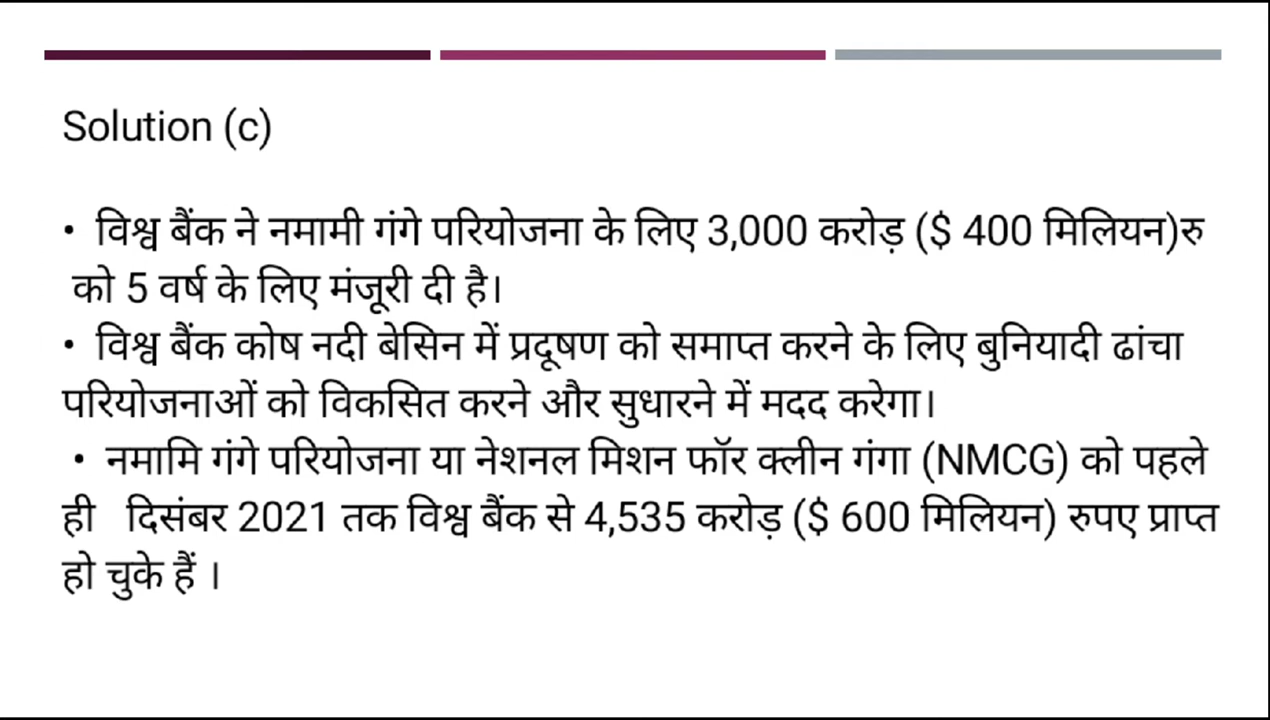 Solution (c)
• विश्व बैंक ने नमामी गंगे परियोजना के लिए 3,000 करोड़ ($ 400 मिलियन)रु
को 5 वर्ष के लिए मंजूरी दी है।
• विश्व बैंक कोष नदी बेसिन में प्रदूषण को समाप्त करने के लिए बुनियादी ढांचा
परियोजनाओं को विकसित करने और सुधारने में मदद करेगा।
• नमामि गंगे परियोजना या नेशनल मिशन फॉर क्लीन गंगा (NMCG) को पहले
ही दिसंबर 2021 तक विश्व बैंक से 4,535 करोड़ ($ 600 मिलियन) रुपए प्राप्त
हो चुके हैं ।